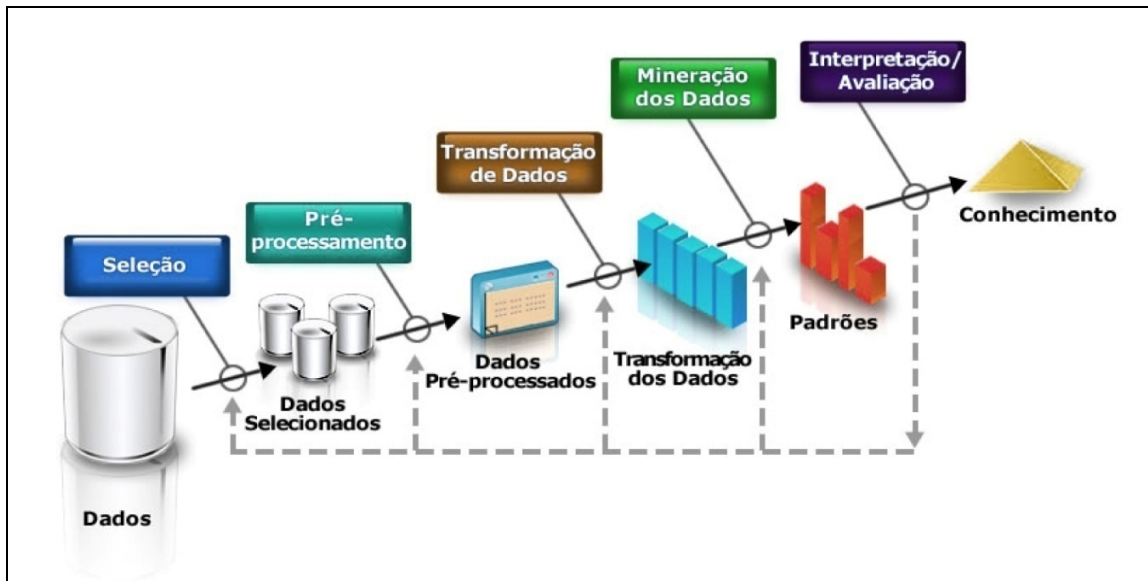 Interpretação/
Avaliação
Mineração
dos Dados
Transformação
de Dados
Pré-
processamento
Seleção
Conhecimento
Padrões
Transformação
dos Dados
Dados
Pré-processados
Dados
Selecionados
Dados